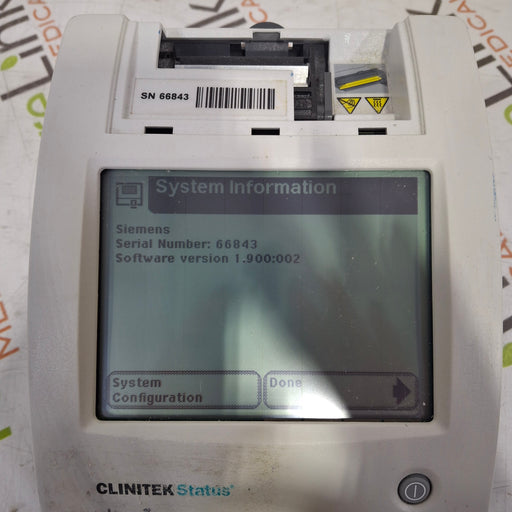 SN 66843
System Information
Siemens
Serial Number: 66843
Software version 1.900:002
System
Configuration
Done
CLINITEK Status